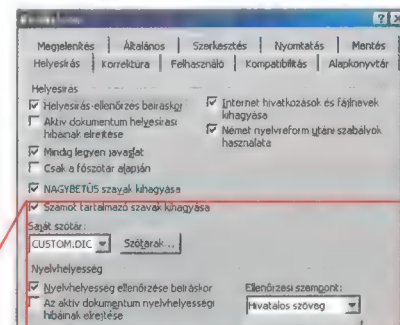 Megjelenítés Általános Szerkesztés Nyomtatás Mentés
Helyesírás Korrektúra Felhasználó Kompatibilitás Alapkönyvtár
Helyesírás
Helyesírás-ellenőrzés beíráskor
Aktív dokumentum helyesírási
hibáinak elrejtése
Mindig legyen javaslat
Csak a főszótár alapján
NAGYBETŰS szavak kihagyása
Számot tartalmazó szavak kihagyása
Internet hivatkozások és fájlnevek
kihagyása
Német nyelvreform utáni szabályok
használata
Saját szótár:
CUSTOM.DIC Szótárak...
Nyelvhelyesség
Nyelvhelyesség ellenőrzése beíráskor
Az aktív dokumentum nyelvhelyességi
hibáinak elrejtése
Ellenőrzési szempont:
Hivatalos szöveg